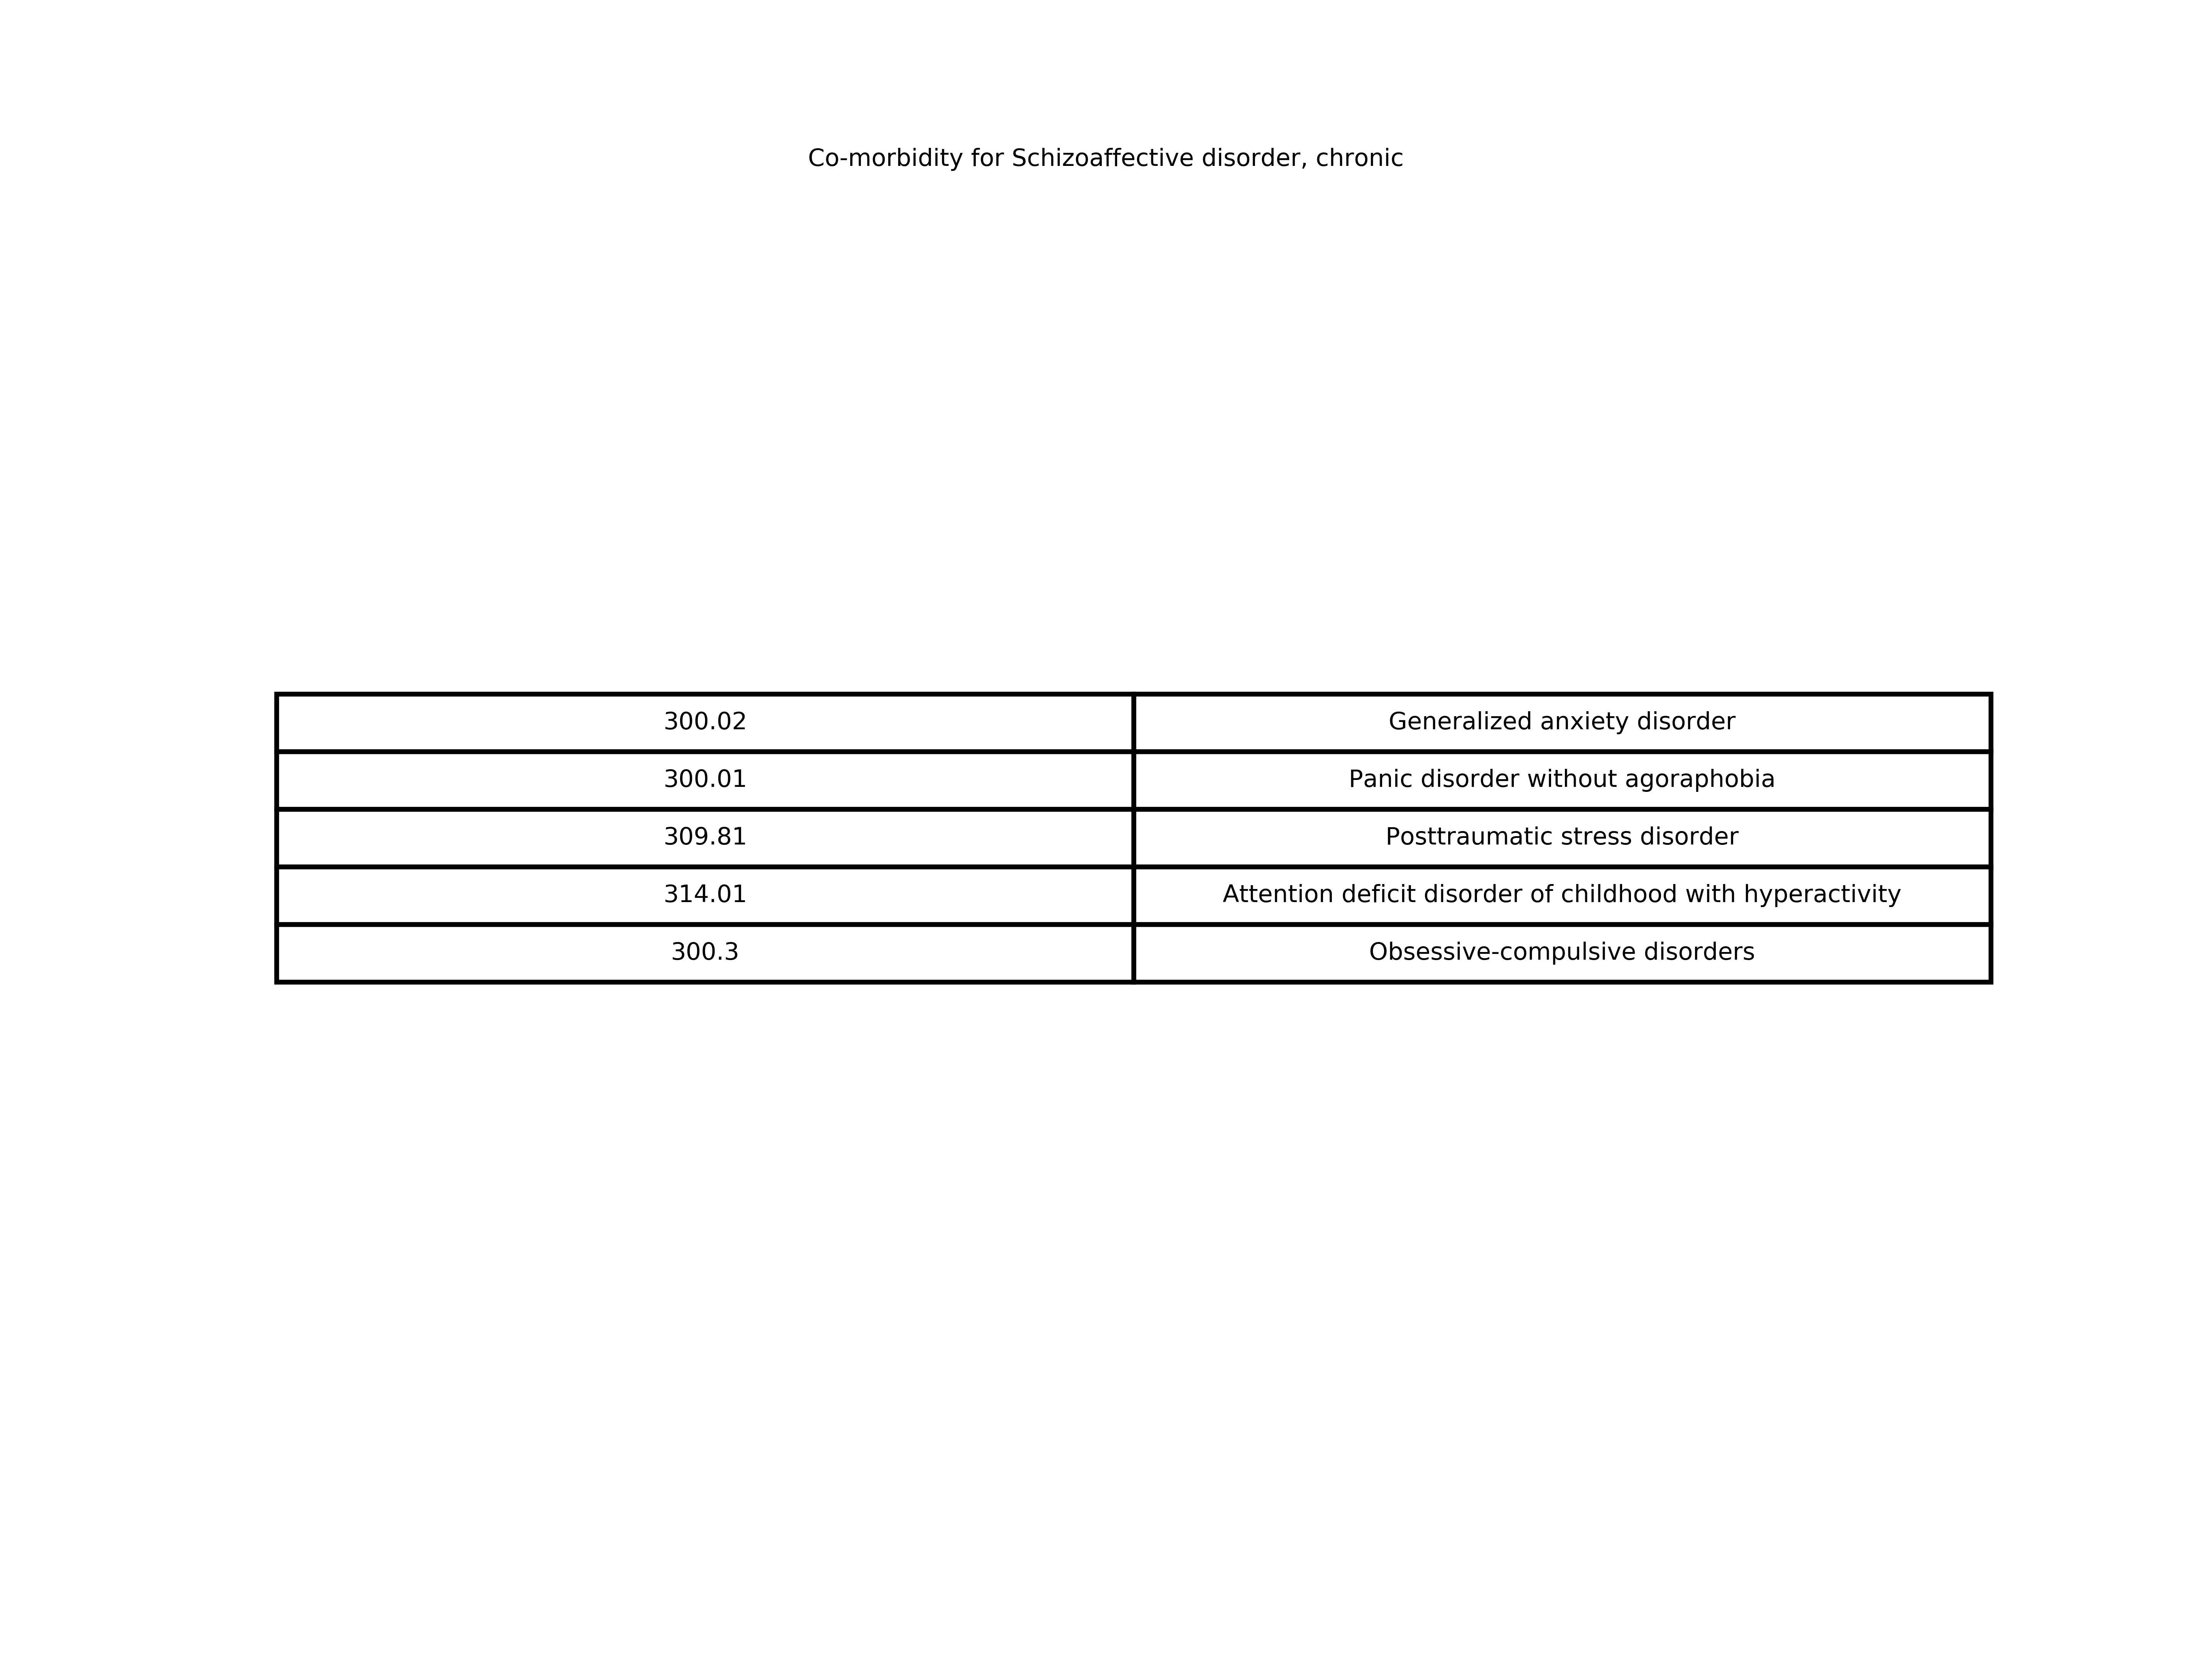 Co-morbidity for Schizoaffective disorder, chronic
300.02 Generalized anxiety disorder
300.01 Panic disorder without agoraphobia
309.81 Posttraumatic stress disorder
314.01 Attention deficit disorder of childhood with hyperactivity
300.3 Obsessive-compulsive disorders